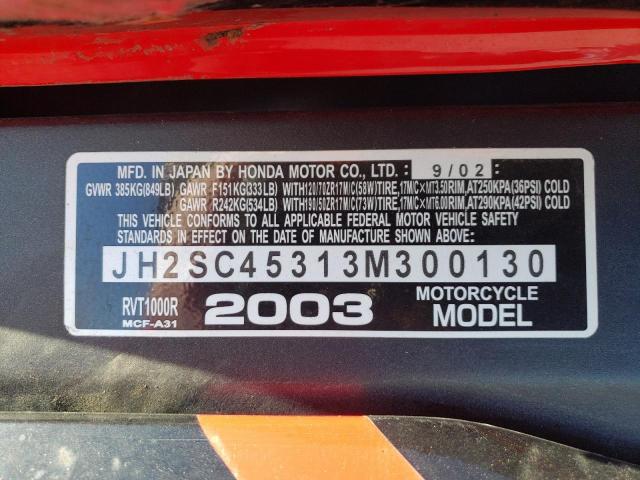 MFD. IN JAPAN BY HONDA MOTOR CO., LTD.: 9/02
GVWR 385KG(849LB) GAWR F151KG(333LB) WITH120/70ZR17M/C(58W)TIRE,17MC×MT3.50RIM,AT250KPA(36PSI) COLD
GAWR R242KG(534LB) WITH190/50ZR17M/C(73W)TIRE,17MC×MT6.00RIM,AT290KPA(42PSI) COLD
THIS VEHICLE CONFORMS TO ALL APPLICABLE FEDERAL MOTOR VEHICLE SAFETY
STANDARDS IN EFFECT ON THE DATE OF MANUFACTURE SHOWN ABOVE.
JH2SC45313M300130
RVT1000R 2003 MOTORCYCLE
MCF-A31 MODEL